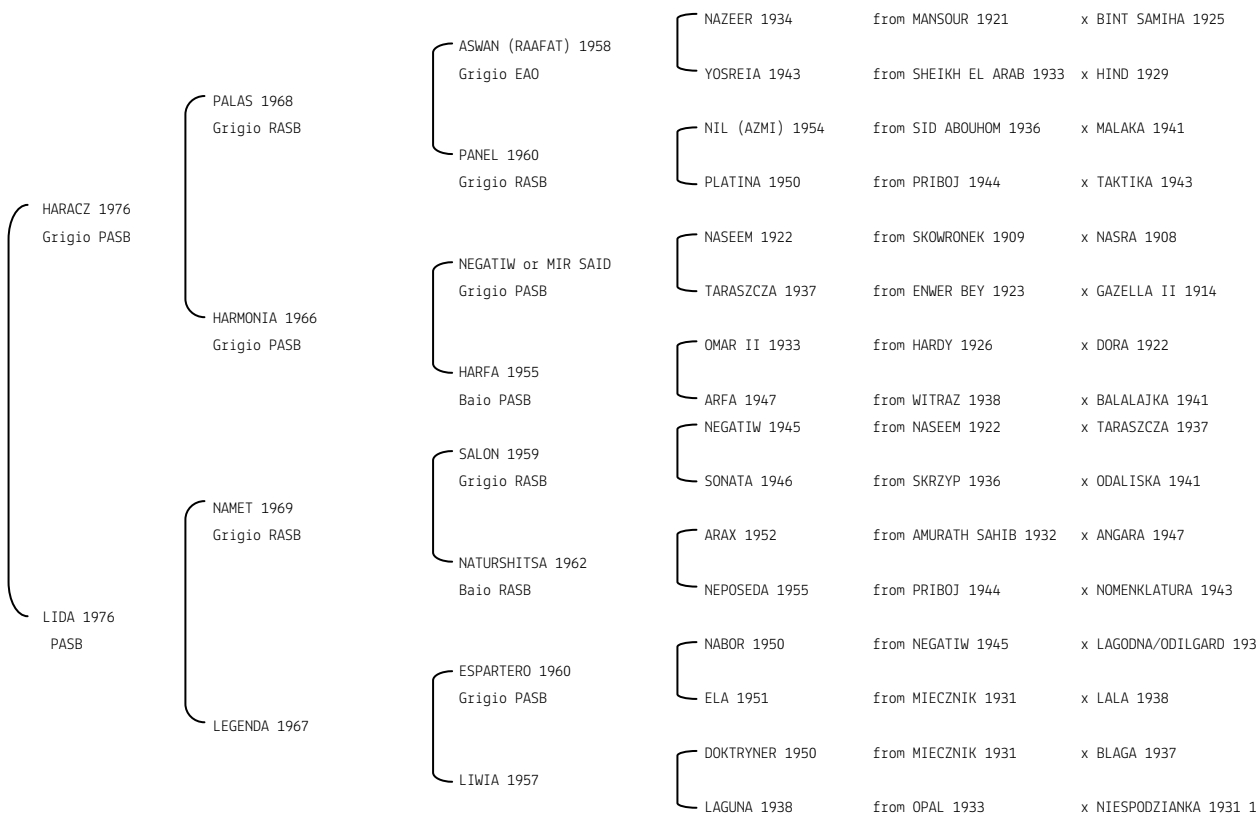 NAZEER 1934 from MANSOUR 1921 x BINT SAMIHA 1925
ASWAN (RAAFAT) 1958
Grigio EAO
YOSREIA 1943 from SHEIKH EL ARAB 1933 x HIND 1929
PALAS 1968
Grigio RASB
NIL (AZMI) 1954 from SID ABOUHOM 1936 x MALAKA 1941
PANEL 1960
Grigio RASB
PLATINA 1950 from PRIBOJ 1944 x TAKTIKA 1943
HARACZ 1976
Grigio PASB
NASEEM 1922 from SKOWRONEK 1909 x NASRA 1908
NEGATIW or MIR SAID
Grigio PASB
TARASZCZA 1937 from ENWER BEY 1923 x GAZELLA II 1914
HARMONIA 1966
Grigio PASB
OMAR II 1933 from HARDY 1926 x DORA 1922
HARFA 1955
Baio PASB
ARFA 1947 from WITRAZ 1938 x BALALAJKA 1941
NEGATIW 1945 from NASEEM 1922 x TARASZCZA 1937
SALON 1959
Grigio RASB
SONATA 1946 from SKRZYP 1936 x ODALISKA 1941
NAMET 1969
Grigio RASB
ARAX 1952 from AMURATH SAHIB 1932 x ANGARA 1947
NATURSHITSA 1962
Baio RASB
NEPOSEDA 1955 from PRIBOJ 1944 x NOMENKLATURA 1943
LIDA 1976
PASB
NABOR 1950 from NEGATIW 1945 x LAGODNA/ODILGARD 193
ESPARTERO 1960
Grigio PASB
ELA 1951 from MIECZNIK 1931 x LALA 1938
LEGENDA 1967
DOKTRYNER 1950 from MIECZNIK 1931 x BLAGA 1937
LIWIA 1957
LAGUNA 1938 from OPAL 1933 x NIESPODZIANKA 1931 1